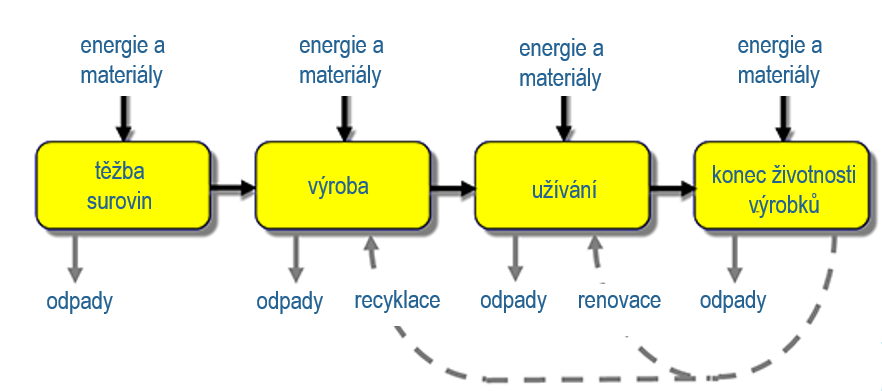 energie a
materiály
energie a
materiály
energie a
materiály
energie a
materiály
těžba
surovin
výroba
užívání
konec životnosti
výrobků
odpady
odpady
recyklace
odpady
renovace
odpady